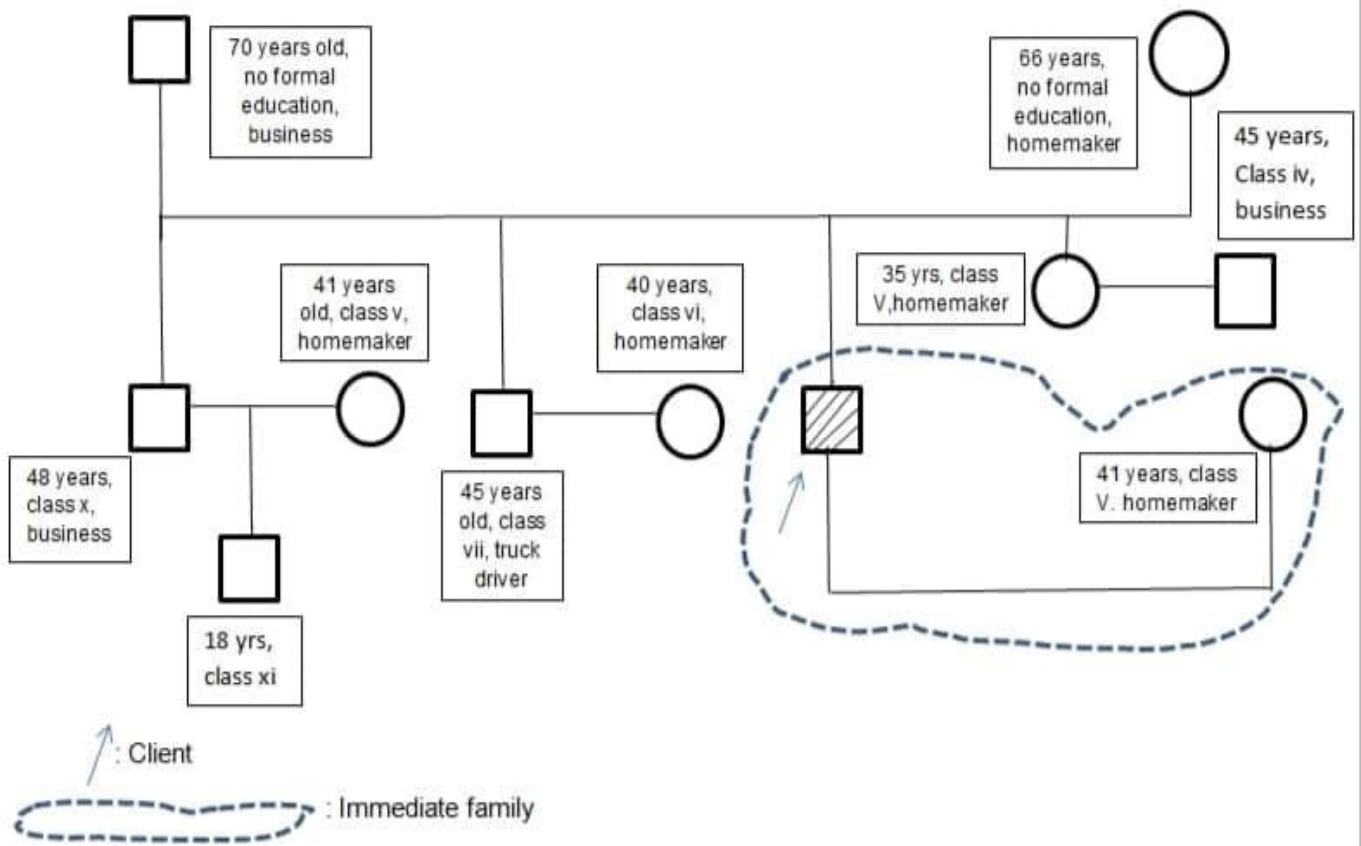 70 years old,
no formal
education,
business
66 years,
no formal
education,
homemaker
45 years,
Class iv,
business
41 years
old, class v,
homemaker
40 years,
class vi,
homemaker
35 yrs, class
V,homemaker
48 years,
class x,
business
45 years
old, class
vii, truck
driver
41 years, class
V. homemaker
18 yrs,
class xi
: Client
: Immediate family